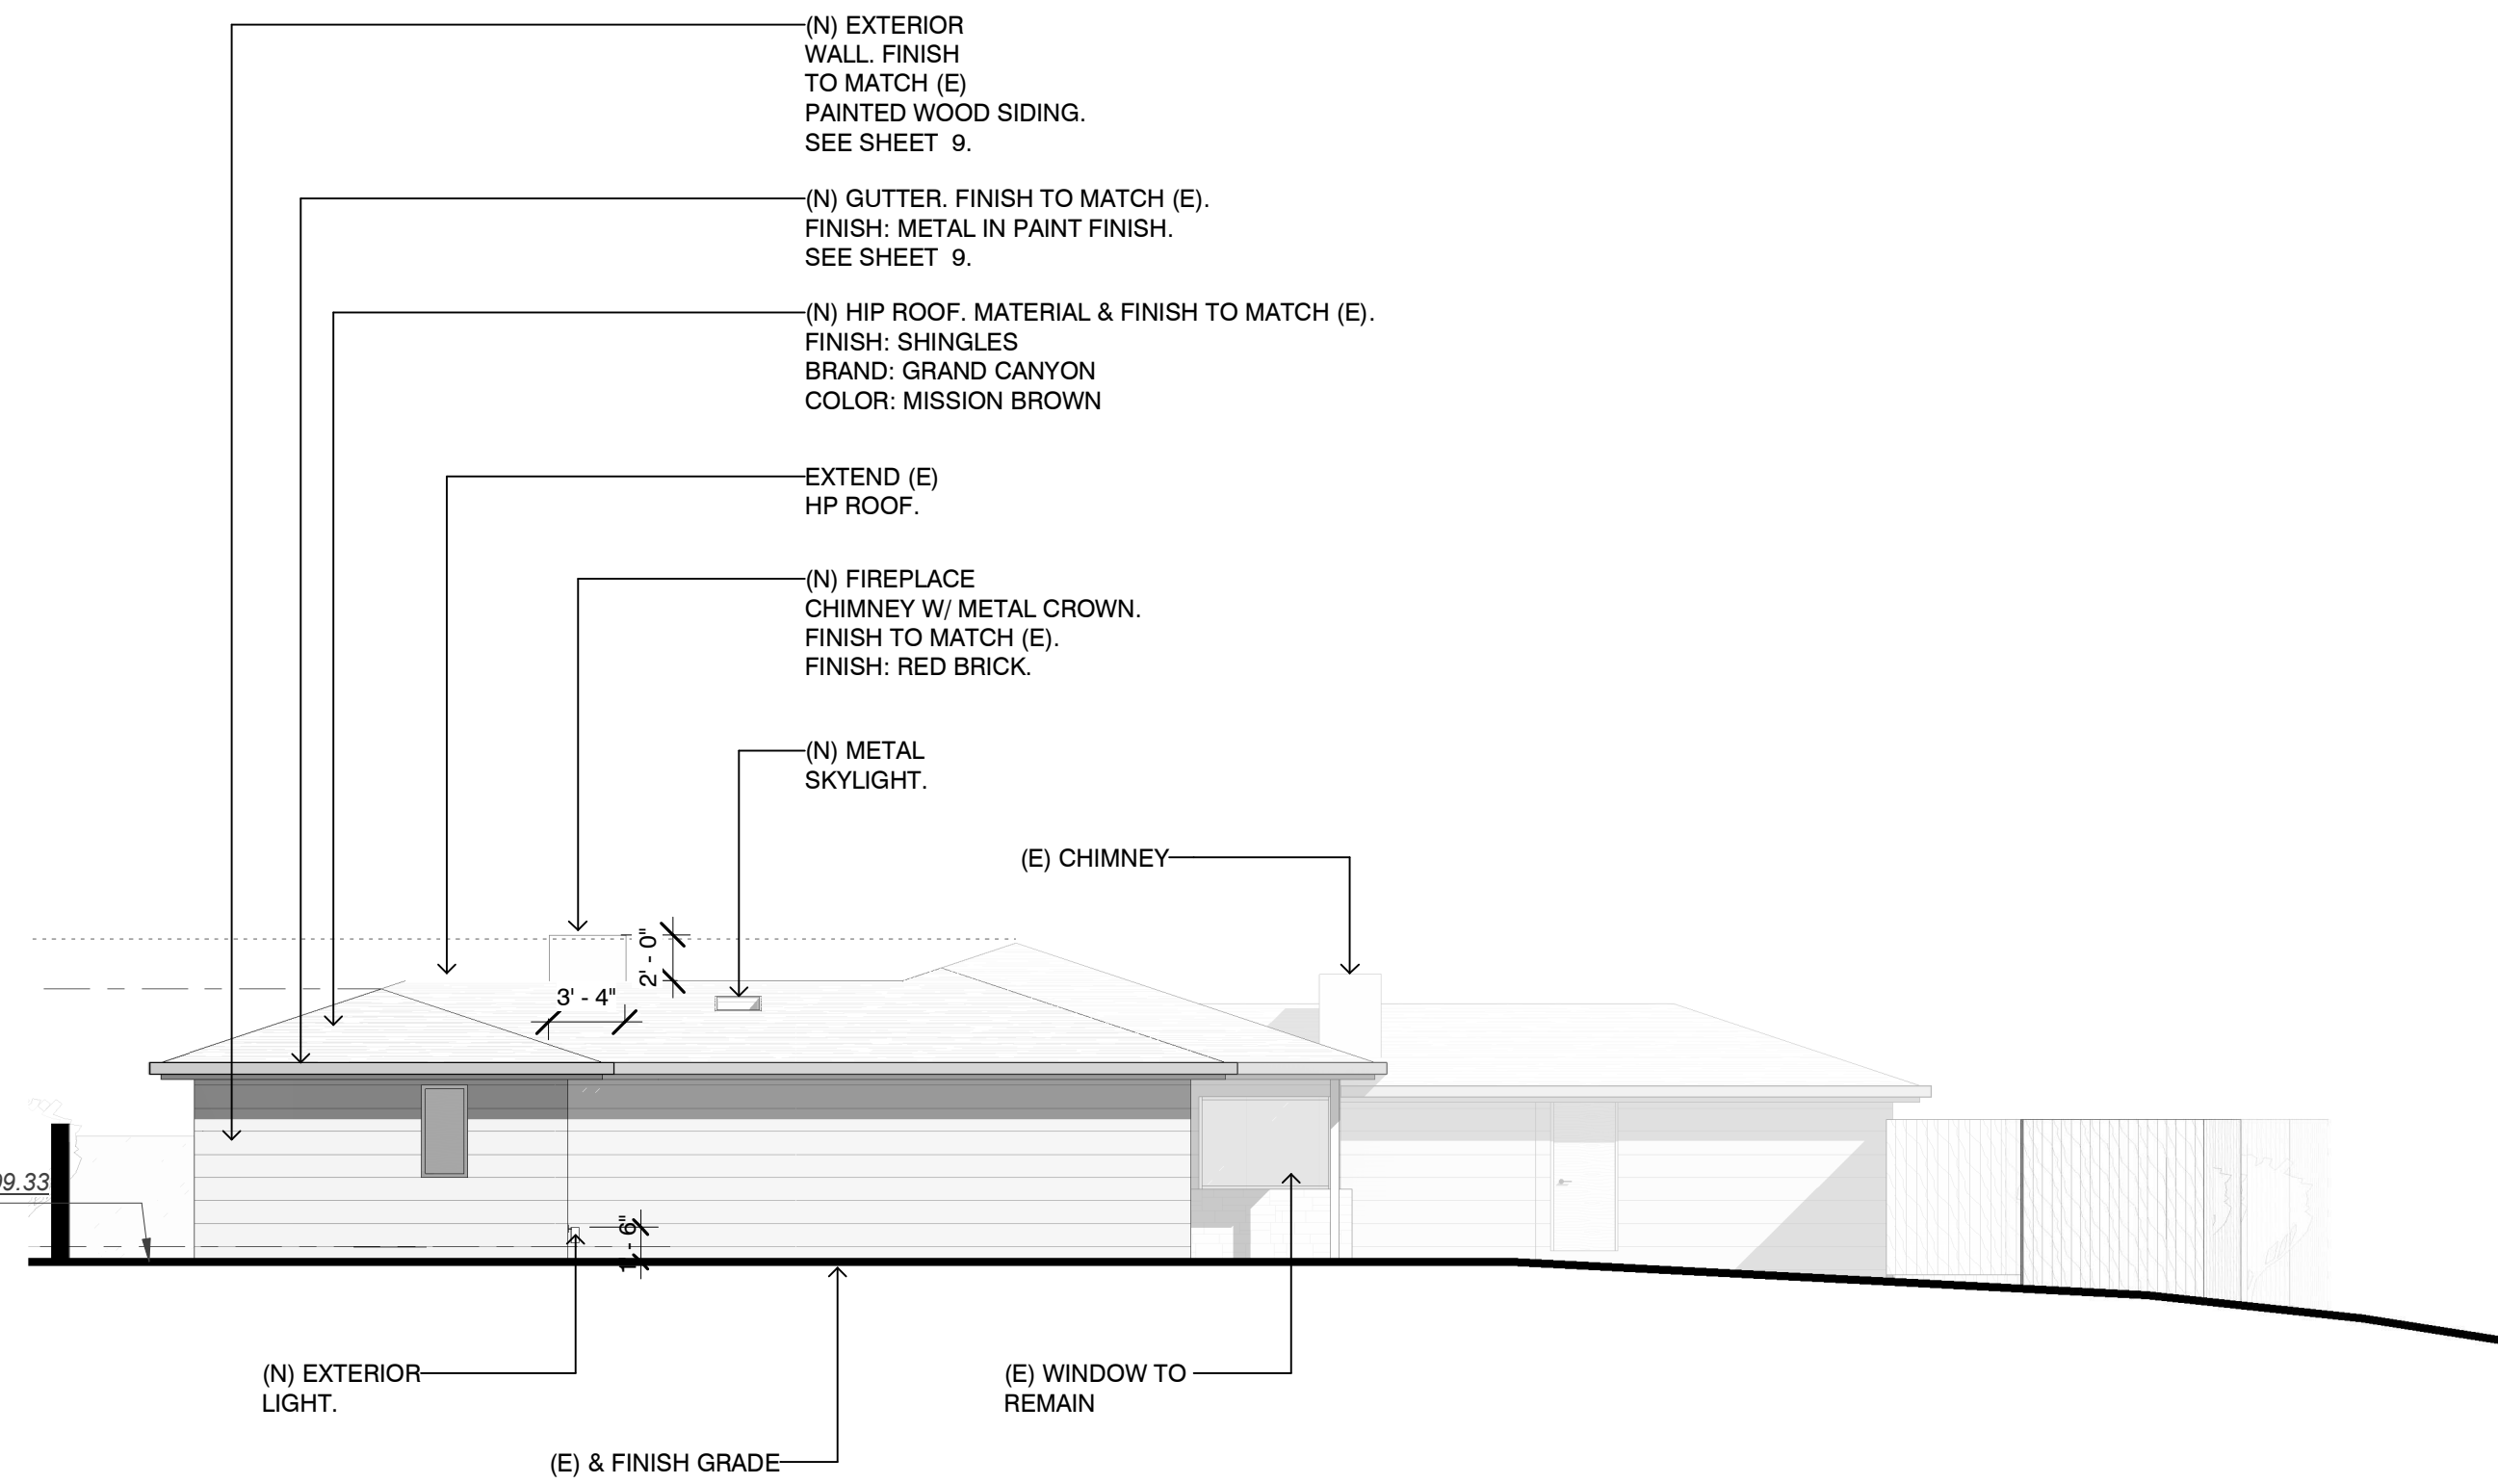 (N) EXTERIOR
WALL. FINISH
TO MATCH (E)
PAINTED WOOD SIDING.
SEE SHEET 9.
(N) GUTTER. FINISH TO MATCH (E).
FINISH: METAL IN PAINT FINISH.
SEE SHEET 9.
(N) HIP ROOF. MATERIAL & FINISH TO MATCH (E).
FINISH: SHINGLES
BRAND: GRAND CANYON
COLOR: MISSION BROWN
EXTEND (E)
HP ROOF.
(N) FIREPLACE
CHIMNEY W/ METAL CROWN.
FINISH TO MATCH (E).
FINISH: RED BRICK.
(N) METAL
SKYLIGHT.
(E) CHIMNEY
2' - 0"
3' - 4"
9.33
1' - 6"
(N) EXTERIOR
LIGHT.
(E) WINDOW TO
REMAIN
(E) & FINISH GRADE